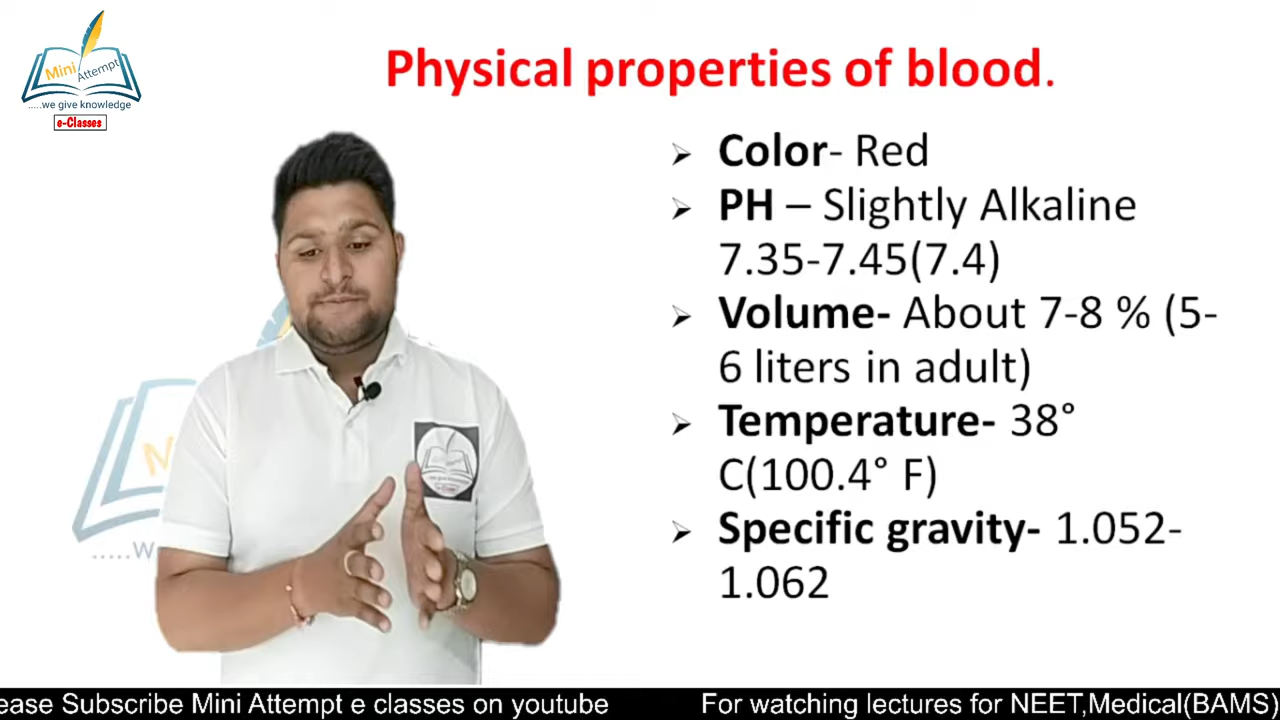 Mini Attempt
.....we give knowledge
e-Classes
Physical properties of blood.
Color- Red
PH – Slightly Alkaline
7.35-7.45(7.4)
Volume- About 7-8 % (5-
6 liters in adult)
Temperature- 38°
C(100.4° F)
Specific gravity- 1.052-
1.062
ease Subscribe Mini Attempt e classes on youtube For watching lectures for NEET,Medical(BAMS)